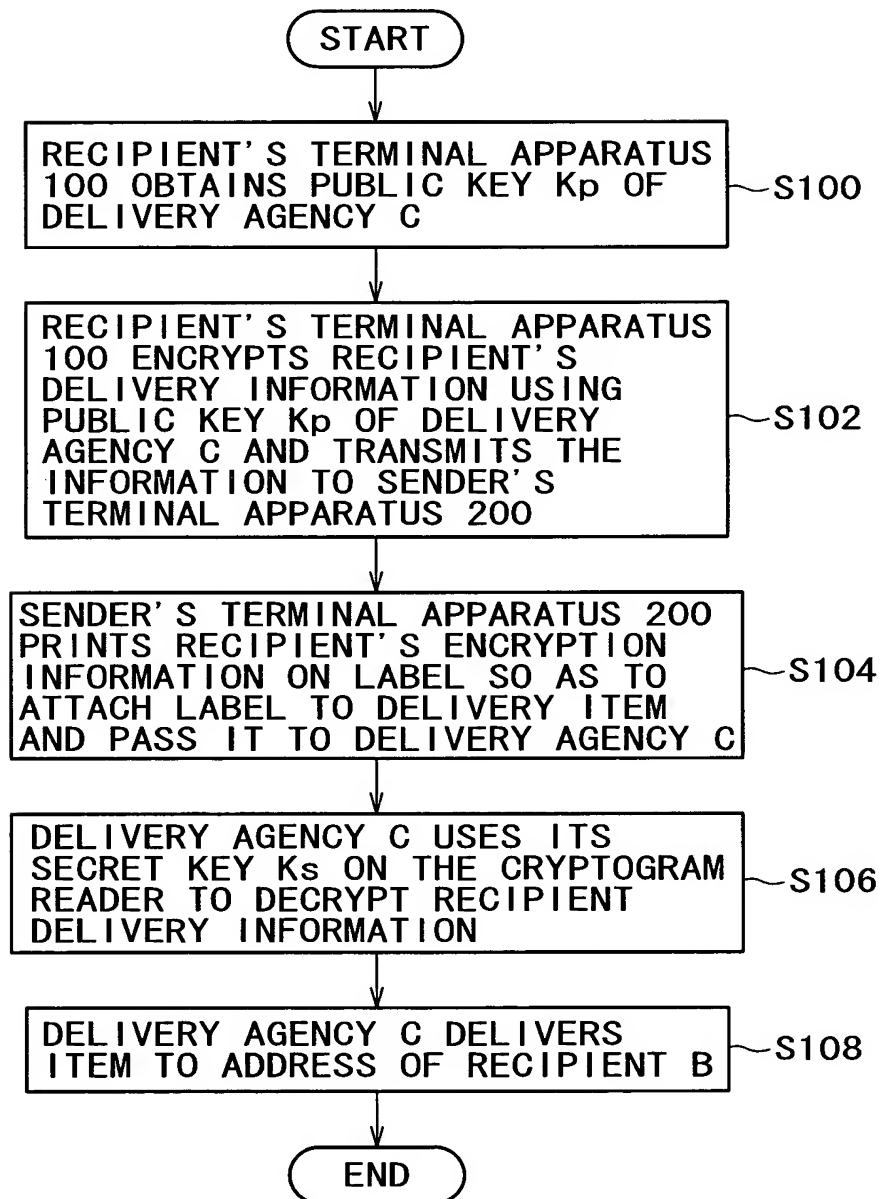 START
RECIPIENT'S TERMINAL APPARATUS
100 OBTAINS PUBLIC KEY Kp OF
DELIVERY AGENCY C
S100
RECIPIENT'S TERMINAL APPARATUS
100 ENCRYPTS RECIPIENT'S
DELIVERY INFORMATION USING
PUBLIC KEY Kp OF DELIVERY
AGENCY C AND TRANSMITS THE
INFORMATION TO SENDER'S
TERMINAL APPARATUS 200
S102
SENDER'S TERMINAL APPARATUS 200
PRINTS RECIPIENT'S ENCRYPTION
INFORMATION ON LABEL SO AS TO
ATTACH LABEL TO DELIVERY ITEM
AND PASS IT TO DELIVERY AGENCY C
S104
DELIVERY AGENCY C USES ITS
SECRET KEY Ks ON THE CRYPTOGRAM
READER TO DECRYPT RECIPIENT
DELIVERY INFORMATION
S106
DELIVERY AGENCY C DELIVERS
ITEM TO ADDRESS OF RECIPIENT B
S108
END